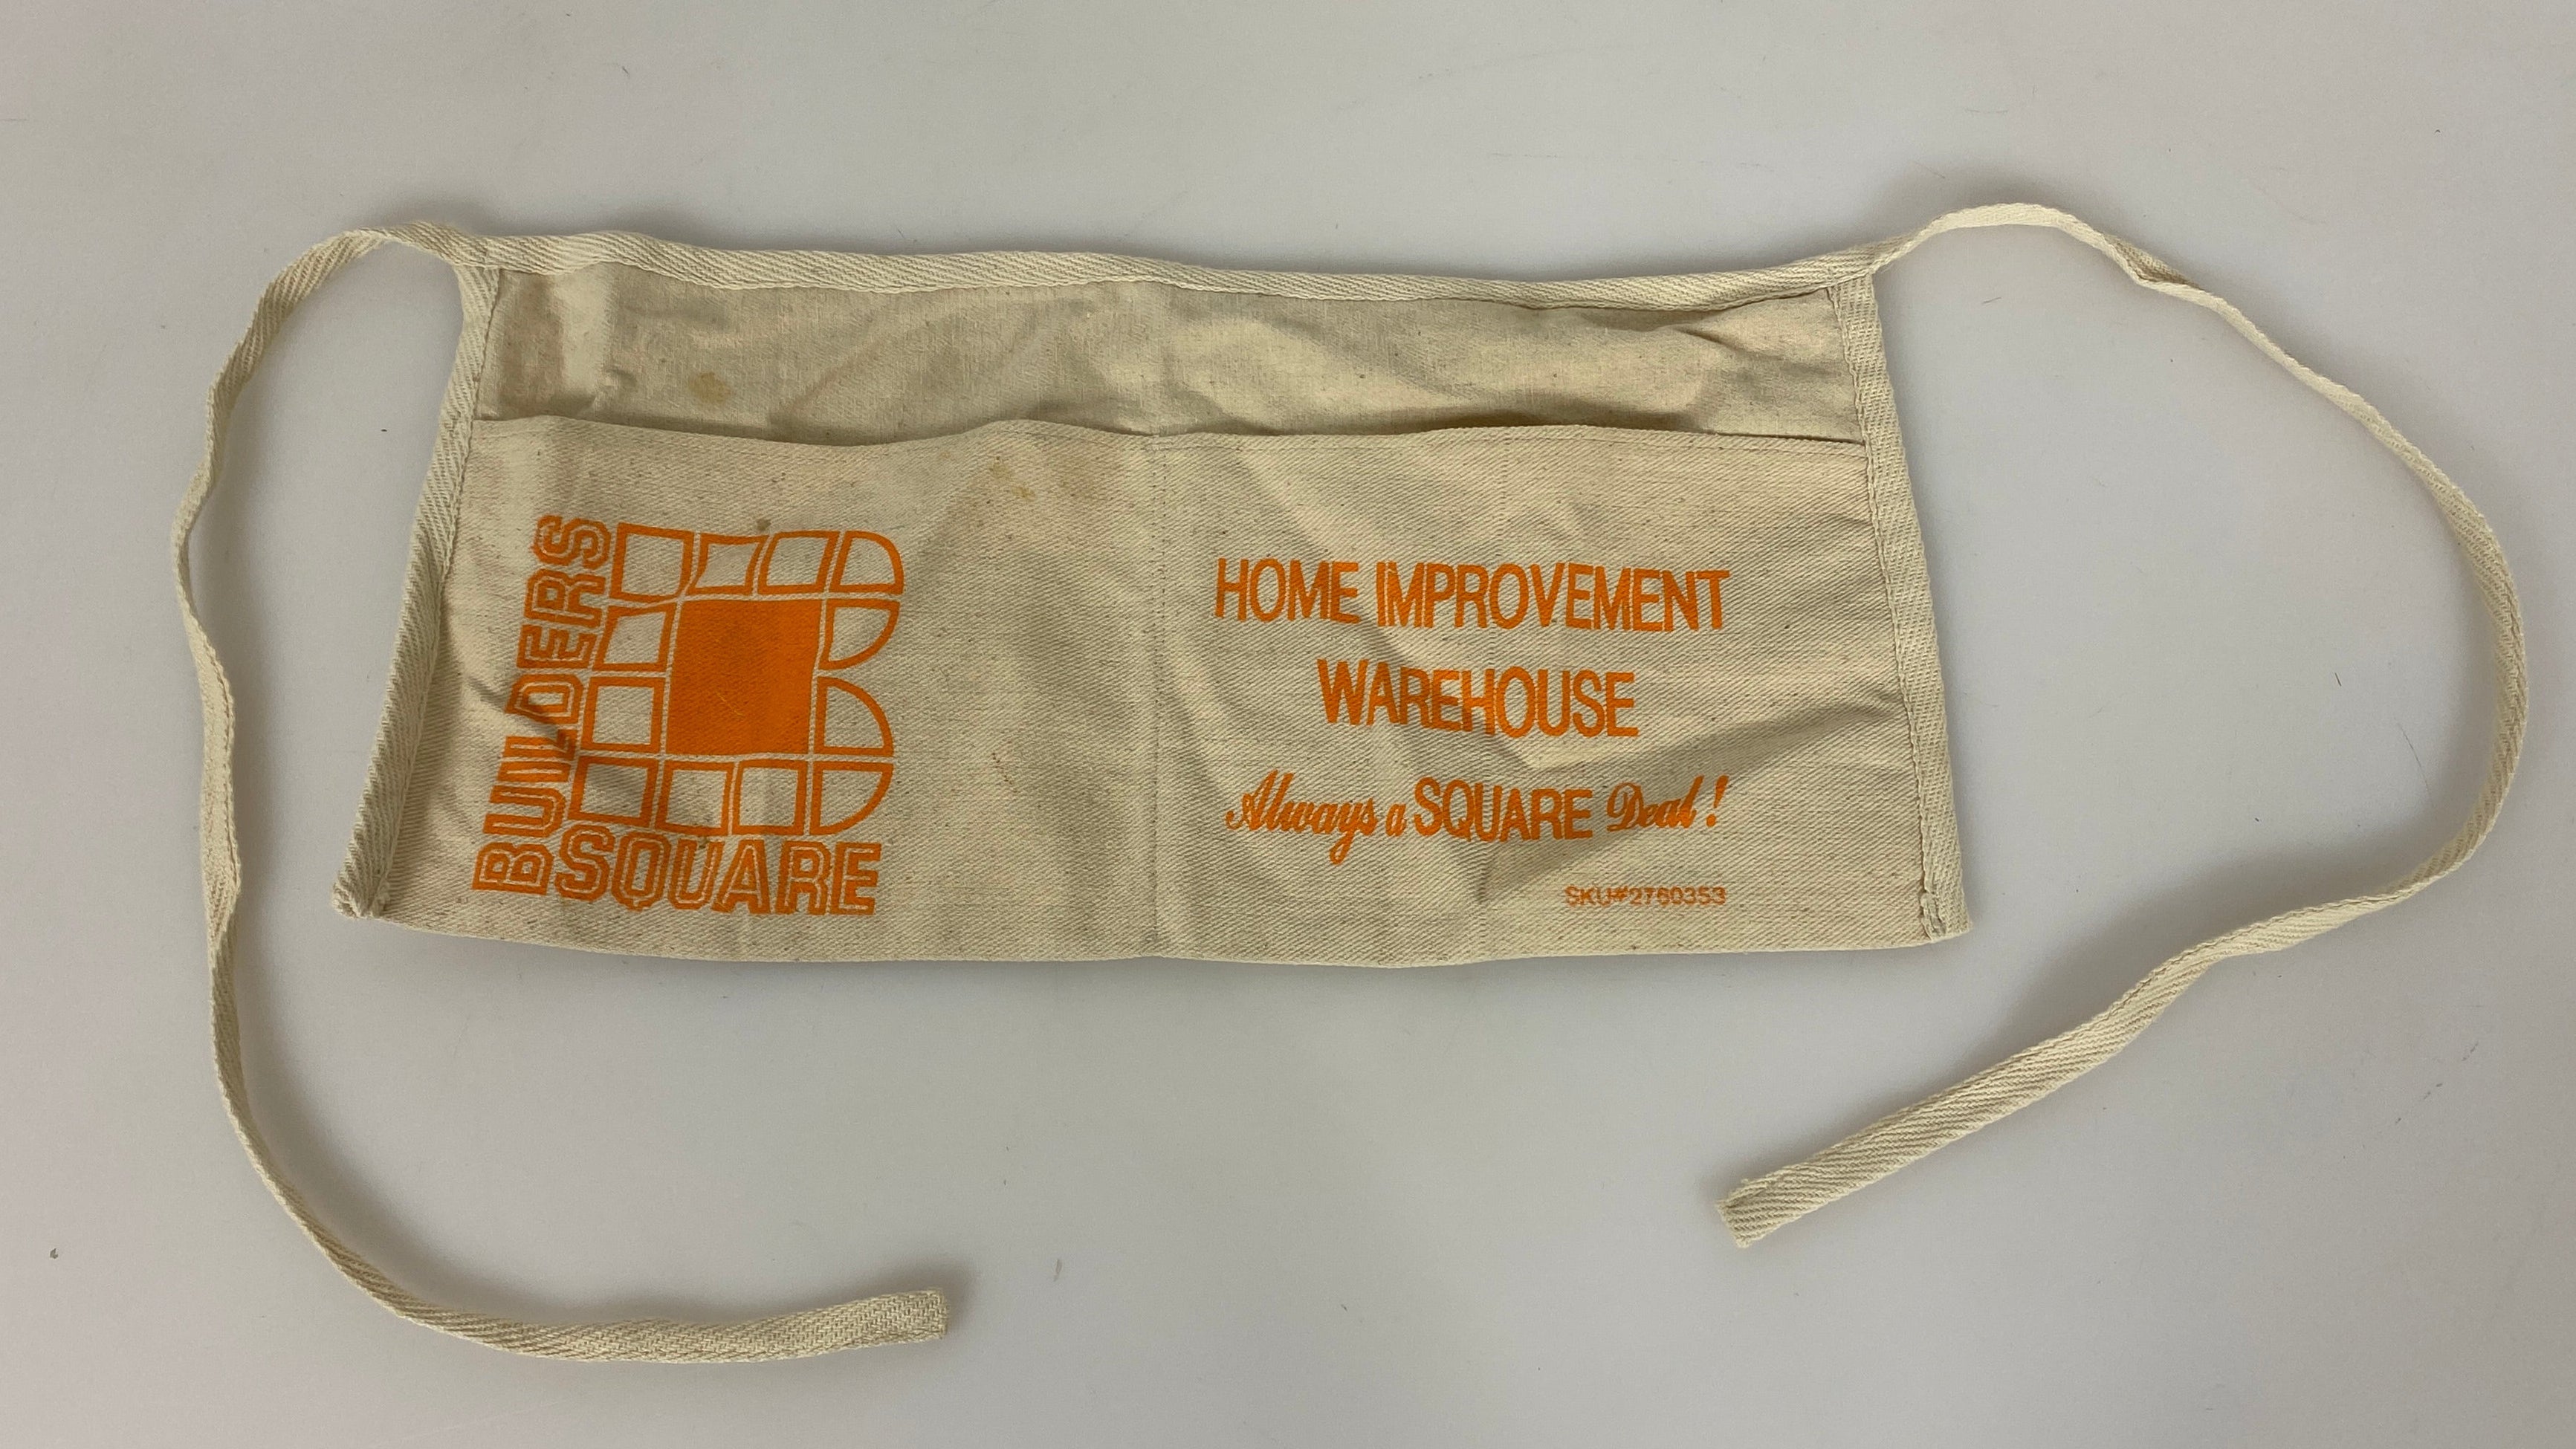 BUILDERS
SQUARE
HOME IMPROVEMENT
WAREHOUSE
Always a SQUARE Deal!
SKU#2760353